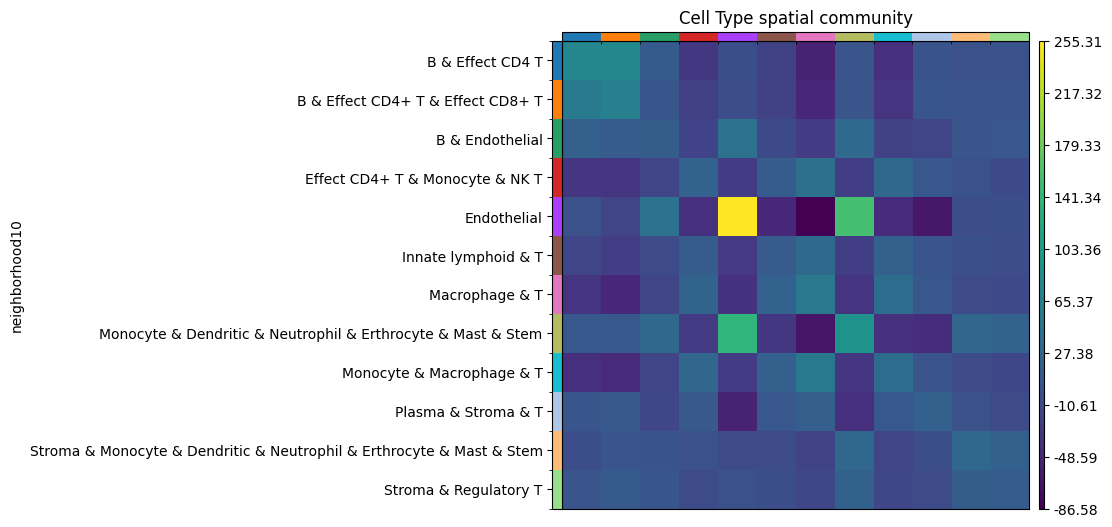 Cell Type spatial community
B & Effect CD4 T
B & Effect CD4+ T & Effect CD8+ T
B & Endothelial
Effect CD4+ T & Monocyte & NK T
Endothelial
Innate lymphoid & T
Macrophage & T
Monocyte & Dendritic & Neutrophil & Erthrocyte & Mast & Stem
Monocyte & Macrophage & T
Plasma & Stroma & T
Stroma & Monocyte & Dendritic & Neutrophil & Erthrocyte & Mast & Stem
Stroma & Regulatory T
neighborhood10
255.31
217.32
179.33
141.34
103.36
65.37
27.38
-10.61
-48.59
-86.58